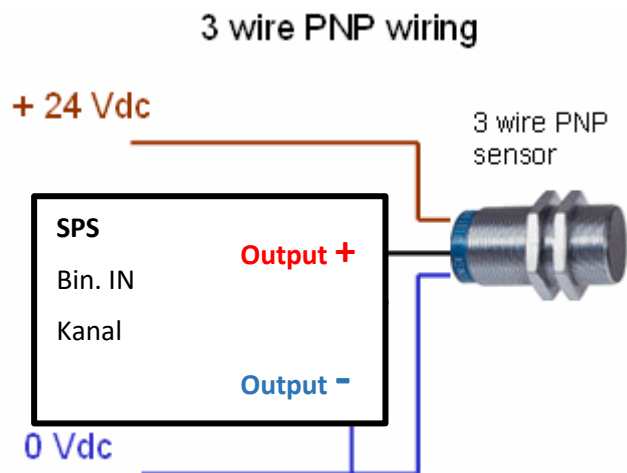 3 wire PNP wiring
+ 24 Vdc
3 wire PNP
sensor
SPS
Output +
Bin. IN
Kanal
Output -
0 Vdc